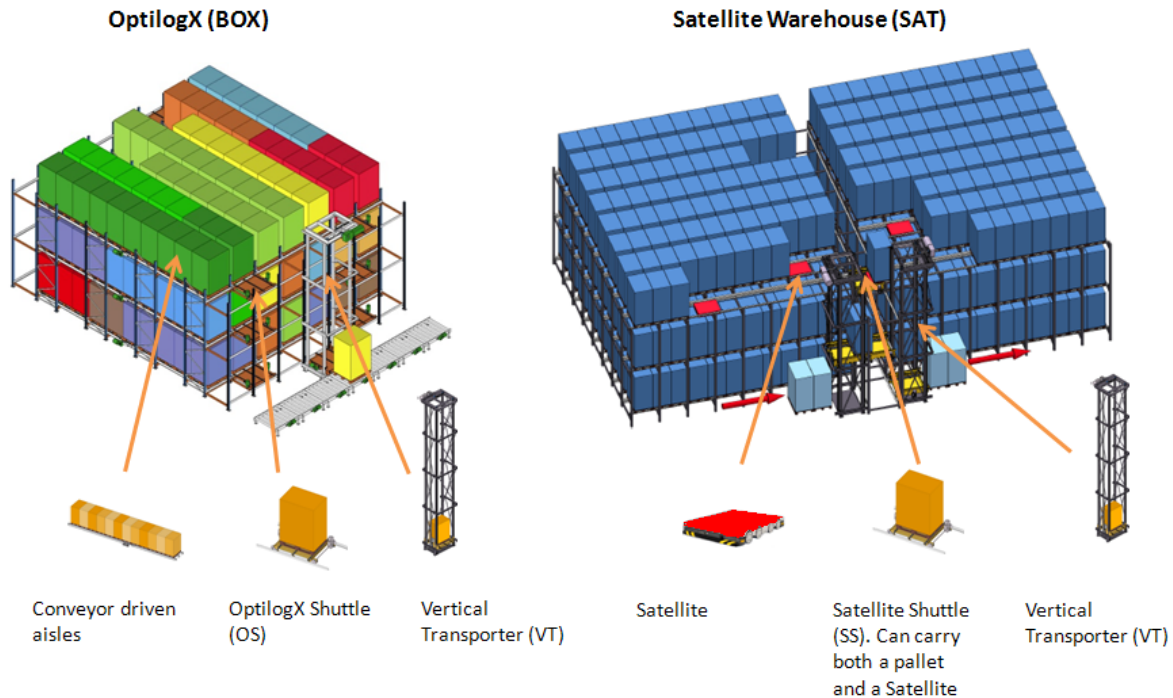 OptilogX (BOX)
Satellite Warehouse (SAT)
Conveyor driven
aisles
OptilogX Shuttle
(OS)
Vertical
Transporter (VT)
Satellite
Satellite Shuttle
(SS). Can carry
both a pallet
and a Satellite
Vertical
Transporter (VT)